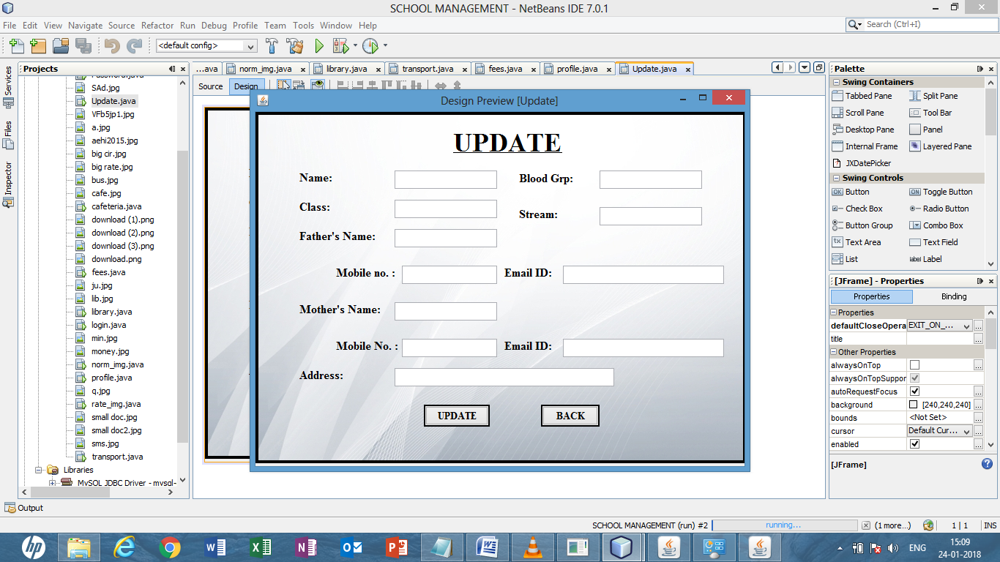 SCHOOL MANAGEMENT - NetBeans IDE 7.0.1
File Edit View Navigate Source Refactor Run Debug Profile Team Tools Window Help
Search (Ctrl+I)
<default config>
Services
Files
Inspector
Projects
Password.java
SAd.jpg
Update.java
VFb5jp1.jpg
a.jpg
aehi2015.jpg
big cir.jpg
big rate.jpg
bus.jpg
cafe.jpg
cafeteria.java
download (1).png
download (2).png
download (3).png
download.png
fees.java
ju.jpg
lib.jpg
library.java
login.java
min.jpg
money.jpg
norm_img.java
profile.java
q.jpg
rate_img.java
small doc.jpg
small doc2.jpg
sms.jpg
transport.java
Libraries
MySQL JDBC Driver - mysql-
...ava norm_img.java library.java transport.java fees.java profile.java Update.java
Source Design
Design Preview [Update]
UPDATE
Name: Blood Grp:
Class: Stream:
Father's Name:
Mobile no. : Email ID:
Mother's Name:
Mobile No. : Email ID:
Address:
UPDATE BACK
Palette
Swing Containers
Tabbed Pane Split Pane
Scroll Pane Tool Bar
Desktop Pane Panel
Internal Frame Layered Pane
JXDatePicker
Swing Controls
OK Button ON Toggle Button
Check Box Radio Button
Button Group Combo Box
Text Area Text Field
List label Label
[JFrame] - Properties
Properties Binding
Properties
defaultCloseOpera EXIT_ON_... ...
title ...
Other Properties
alwaysOnTop ...
alwaysOnTopSuppor
autoRequestFocus ...
background [240,240,240] ...
bounds <Not Set> ...
cursor Default Cur... ...
enabled ...
[JFrame]
Output
SCHOOL MANAGEMENT (run) #2 running... (1 more...) 1 | 1 INS
ENG
15:09
24-01-2018